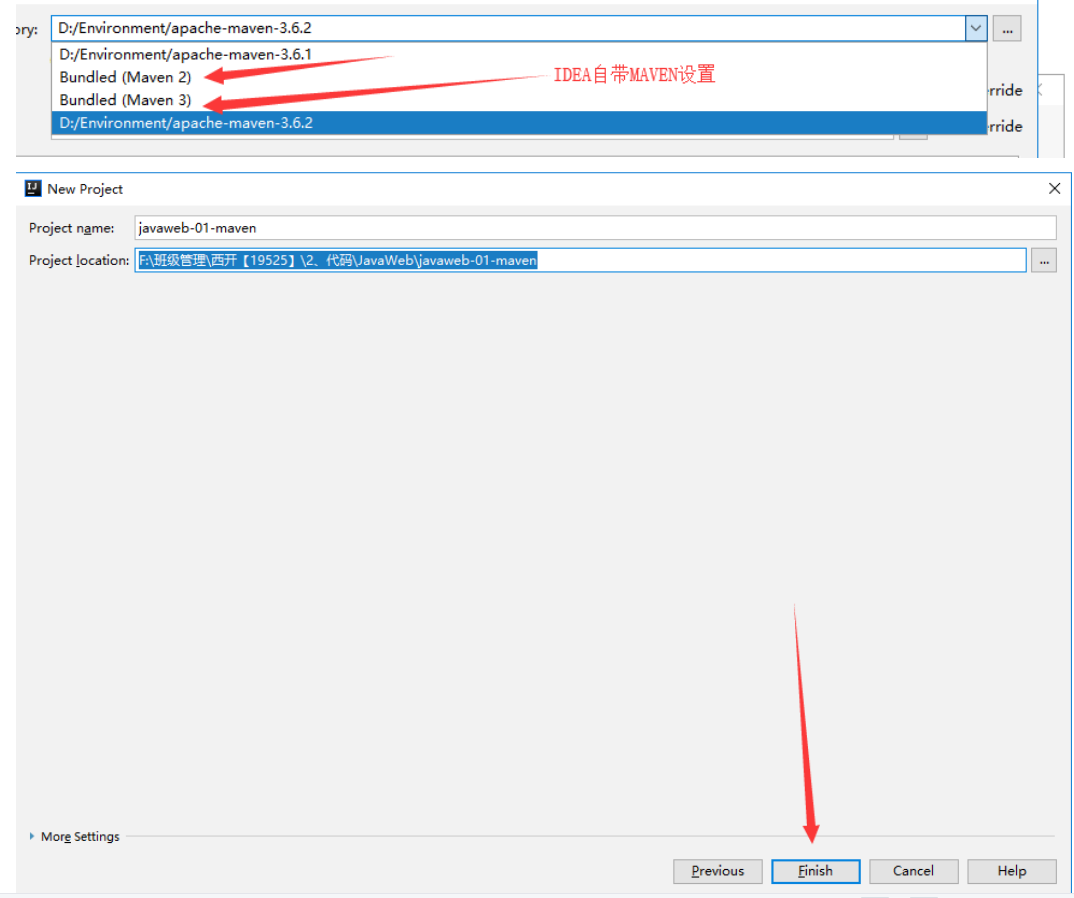 ory: D:/Environment/apache-maven-3.6.2 ...
D:/Environment/apache-maven-3.6.1
Bundled (Maven 2)
IDEA自带MAVEN设置
Bundled (Maven 3)
rride
D:/Environment/apache-maven-3.6.2
rride
New Project
Project name: javaweb-01-maven
Project location: F:\班级管理\西开【19525】\2、代码\JavaWeb\javaweb-01-maven ...
More Settings
Previous Finish Cancel Help